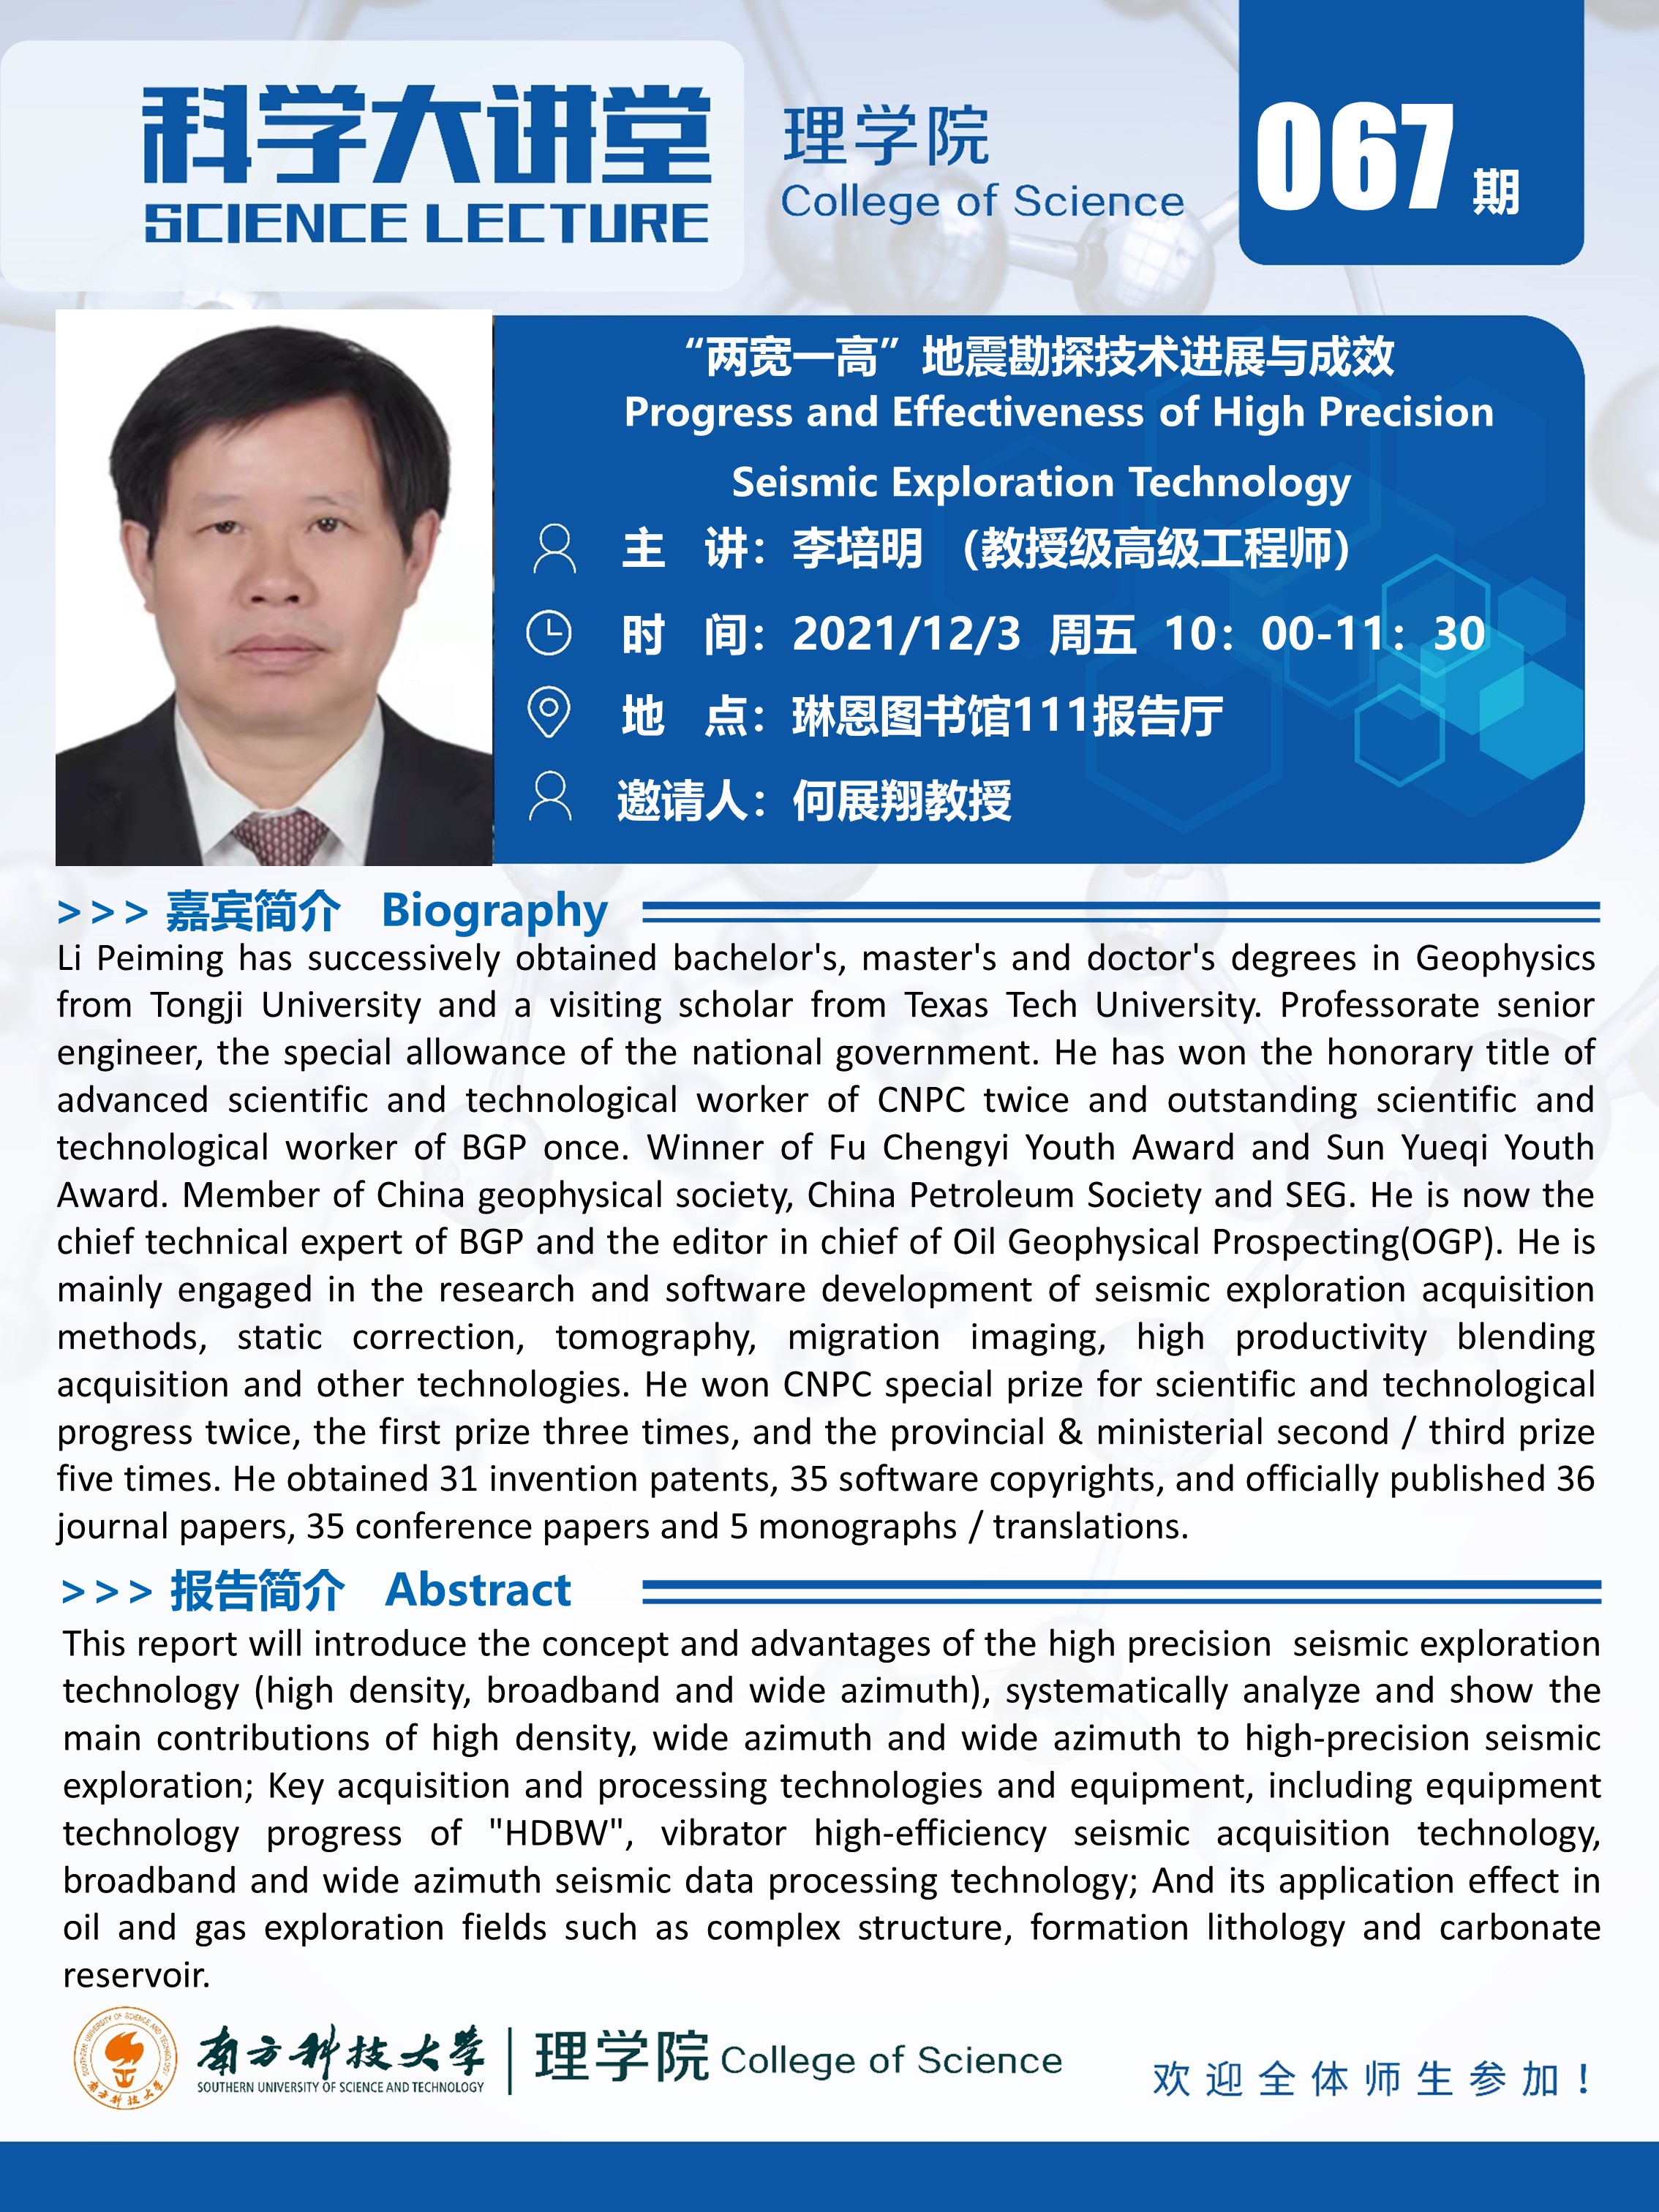 科学大讲堂
SCIENCE LECTURE
理学院
College of Science
067 期
“两宽一高”地震勘探技术进展与成效
Progress and Effectiveness of High Precision
Seismic Exploration Technology
主 讲：李培明 （教授级高级工程师）
时 间：2021/12/3 周五 10：00-11：30
地 点：琳恩图书馆111报告厅
邀请人：何展翔教授
>>> 嘉宾简介 Biography
Li Peiming has successively obtained bachelor's, master's and doctor's degrees in Geophysics
from Tongji University and a visiting scholar from Texas Tech University. Professorate senior
engineer, the special allowance of the national government. He has won the honorary title of
advanced scientific and technological worker of CNPC twice and outstanding scientific and
technological worker of BGP once. Winner of Fu Chengyi Youth Award and Sun Yueqi Youth
Award. Member of China geophysical society, China Petroleum Society and SEG. He is now the
chief technical expert of BGP and the editor in chief of Oil Geophysical Prospecting(OGP). He is
mainly engaged in the research and software development of seismic exploration acquisition
methods, static correction, tomography, migration imaging, high productivity blending
acquisition and other technologies. He won CNPC special prize for scientific and technological
progress twice, the first prize three times, and the provincial & ministerial second / third prize
five times. He obtained 31 invention patents, 35 software copyrights, and officially published 36
journal papers, 35 conference papers and 5 monographs / translations.
>>> 报告简介 Abstract
This report will introduce the concept and advantages of the high precision seismic exploration
technology (high density, broadband and wide azimuth), systematically analyze and show the
main contributions of high density, wide azimuth and wide azimuth to high-precision seismic
exploration; Key acquisition and processing technologies and equipment, including equipment
technology progress of "HDBW", vibrator high-efficiency seismic acquisition technology,
broadband and wide azimuth seismic data processing technology; And its application effect in
oil and gas exploration fields such as complex structure, formation lithology and carbonate
reservoir.
SOUTHERN UNIVERSITY OF SCIENCE AND TECHNOLOGY
南方科技大学
南方科技大学
SOUTHERN UNIVERSITY OF SCIENCE AND TECHNOLOGY
理学院 College of Science
欢迎全体师生参加！